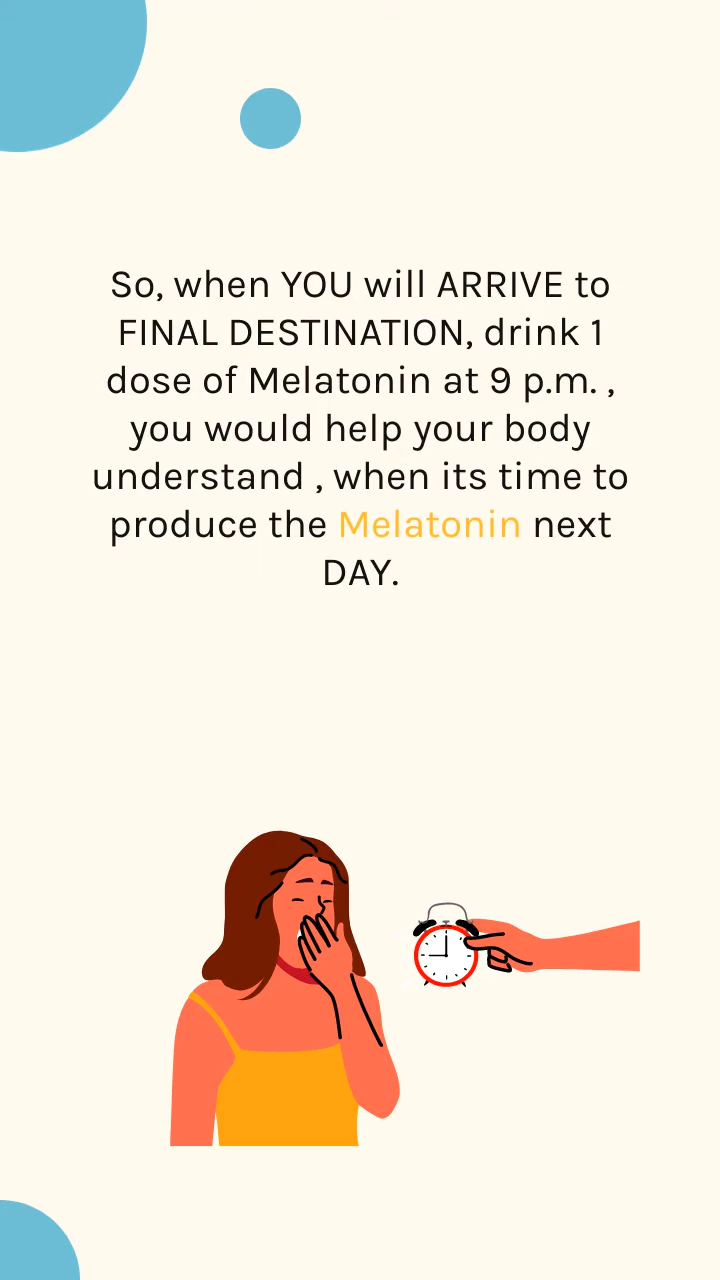 So, when YOU will ARRIVE to
FINAL DESTINATION, drink 1
dose of Melatonin at 9 p.m. ,
you would help your body
understand , when its time to
produce the Melatonin next
DAY.